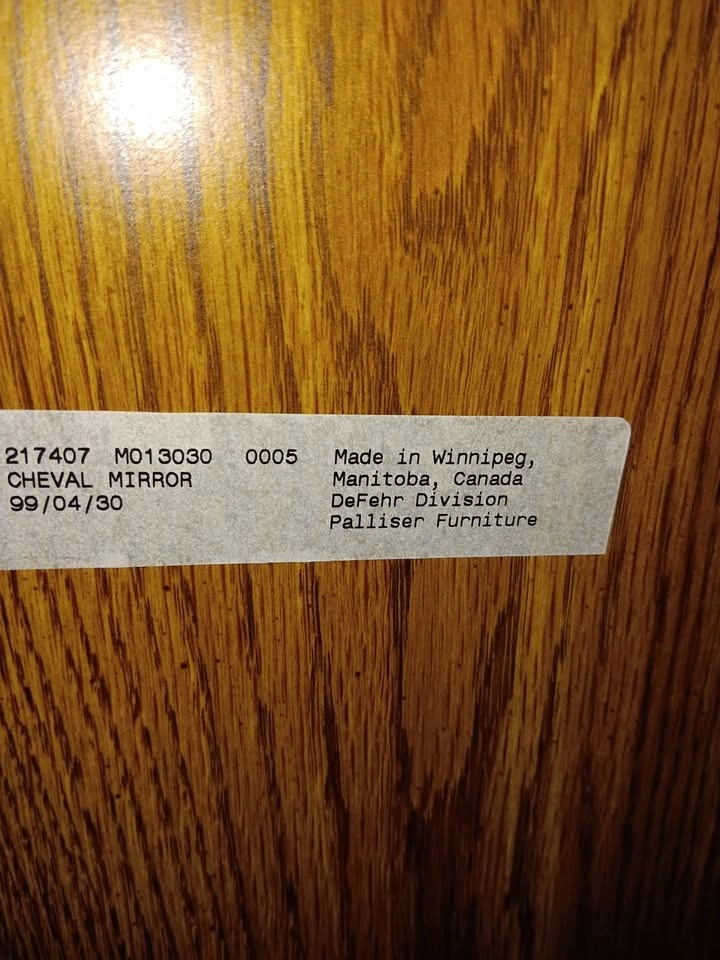 217407 M013030 0005
CHEVAL MIRROR
99/04/30
Made in Winnipeg,
Manitoba, Canada
DeFehr Division
Palliser Furniture